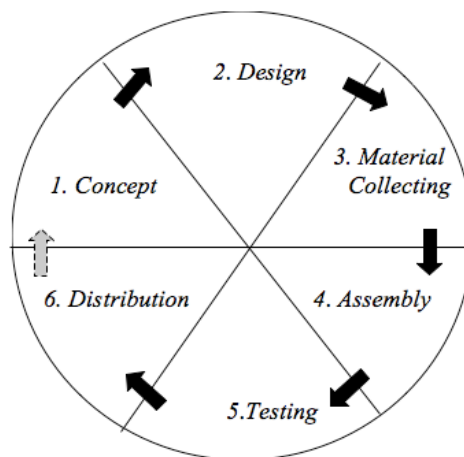 1. Concept
2. Design
3. Material
Collecting
4. Assembly
5.Testing
6. Distribution